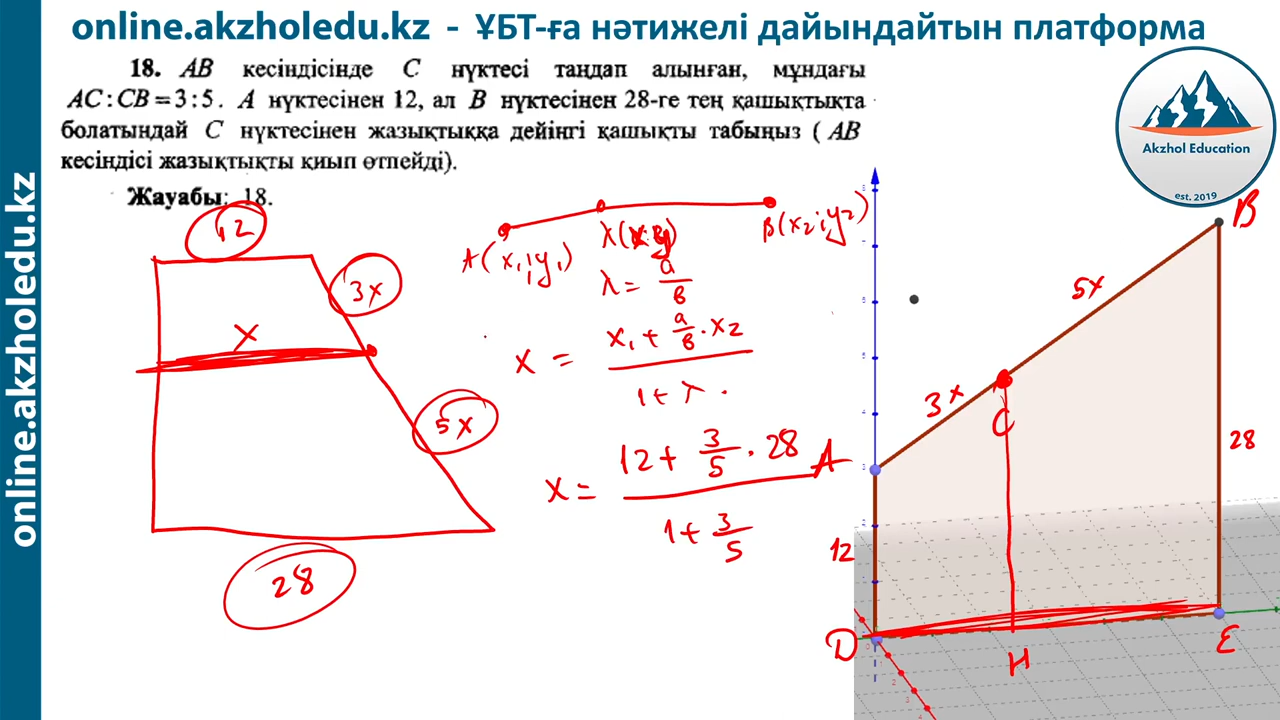 online.akzholedu.kz - ҰБТ-ға нәтижелі дайындайтын платформа
online.akzholedu.kz
18. AB кесіндісінде C нүктесі таңдап алынған, мұндағы
AC:CB=3:5. A нүктесінен 12, ал B нүктесінен 28-ге тең қашықтықта
болатындай C нүктесінен жазықтыққа дейінгі қашықты табыңыз ( AB
кесіндісі жазықтықты қиып өтпейді).
Жауабы: 18.
Akzhol Education
est. 2019
12
3x
X
5x
28
A(x₁;y₁)
B(x₂;y₂)
λ = a/b
x = (x₁ + a/b · x₂)/(1 + λ)
x = (12 + 3/5 · 28)/(1 + 3/5)
B
5x
3x
C
A
28
12
D
H
E